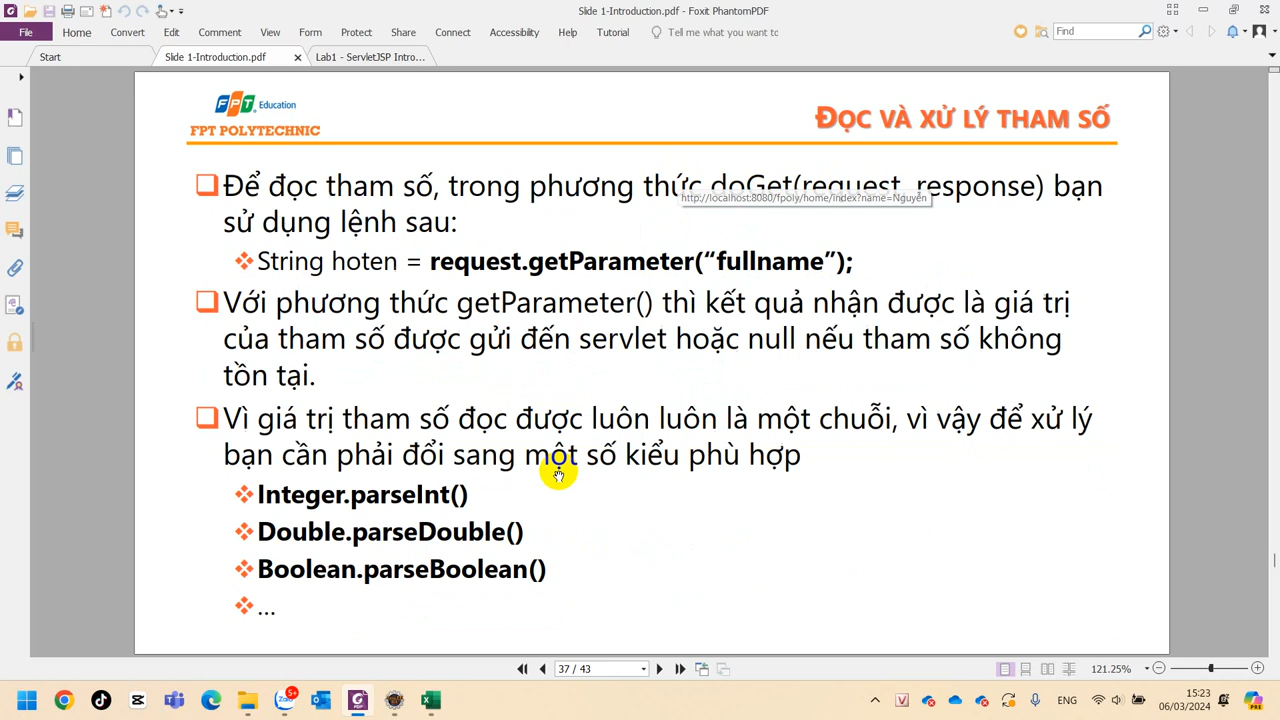 Slide 1-Introduction.pdf - Foxit PhantomPDF
File Home Convert Edit Comment View Form Protect Share Connect Accessibility Help Tutorial Tell me what you want to Find
Start Slide 1-Introduction.pdf Lab1 - ServletJSP Intro...
FPT Education
FPT POLYTECHNIC
ĐỌC VÀ XỬ LÝ THAM SỐ
Để đọc tham số, trong phương thức doGet(request, response) bạn
http://localhost:8080/fpoly/home/index?name=Nguyễn
sử dụng lệnh sau:
String hoten = request.getParameter(“fullname”);
Với phương thức getParameter() thì kết quả nhận được là giá trị
của tham số được gửi đến servlet hoặc null nếu tham số không
tồn tại.
Vì giá trị tham số đọc được luôn luôn là một chuỗi, vì vậy để xử lý
bạn cần phải đổi sang một số kiểu phù hợp
Integer.parseInt()
Double.parseDouble()
Boolean.parseBoolean()
...
37 / 43
121.25%
5+
Zalo
ENG
15:23
06/03/2024
PRE